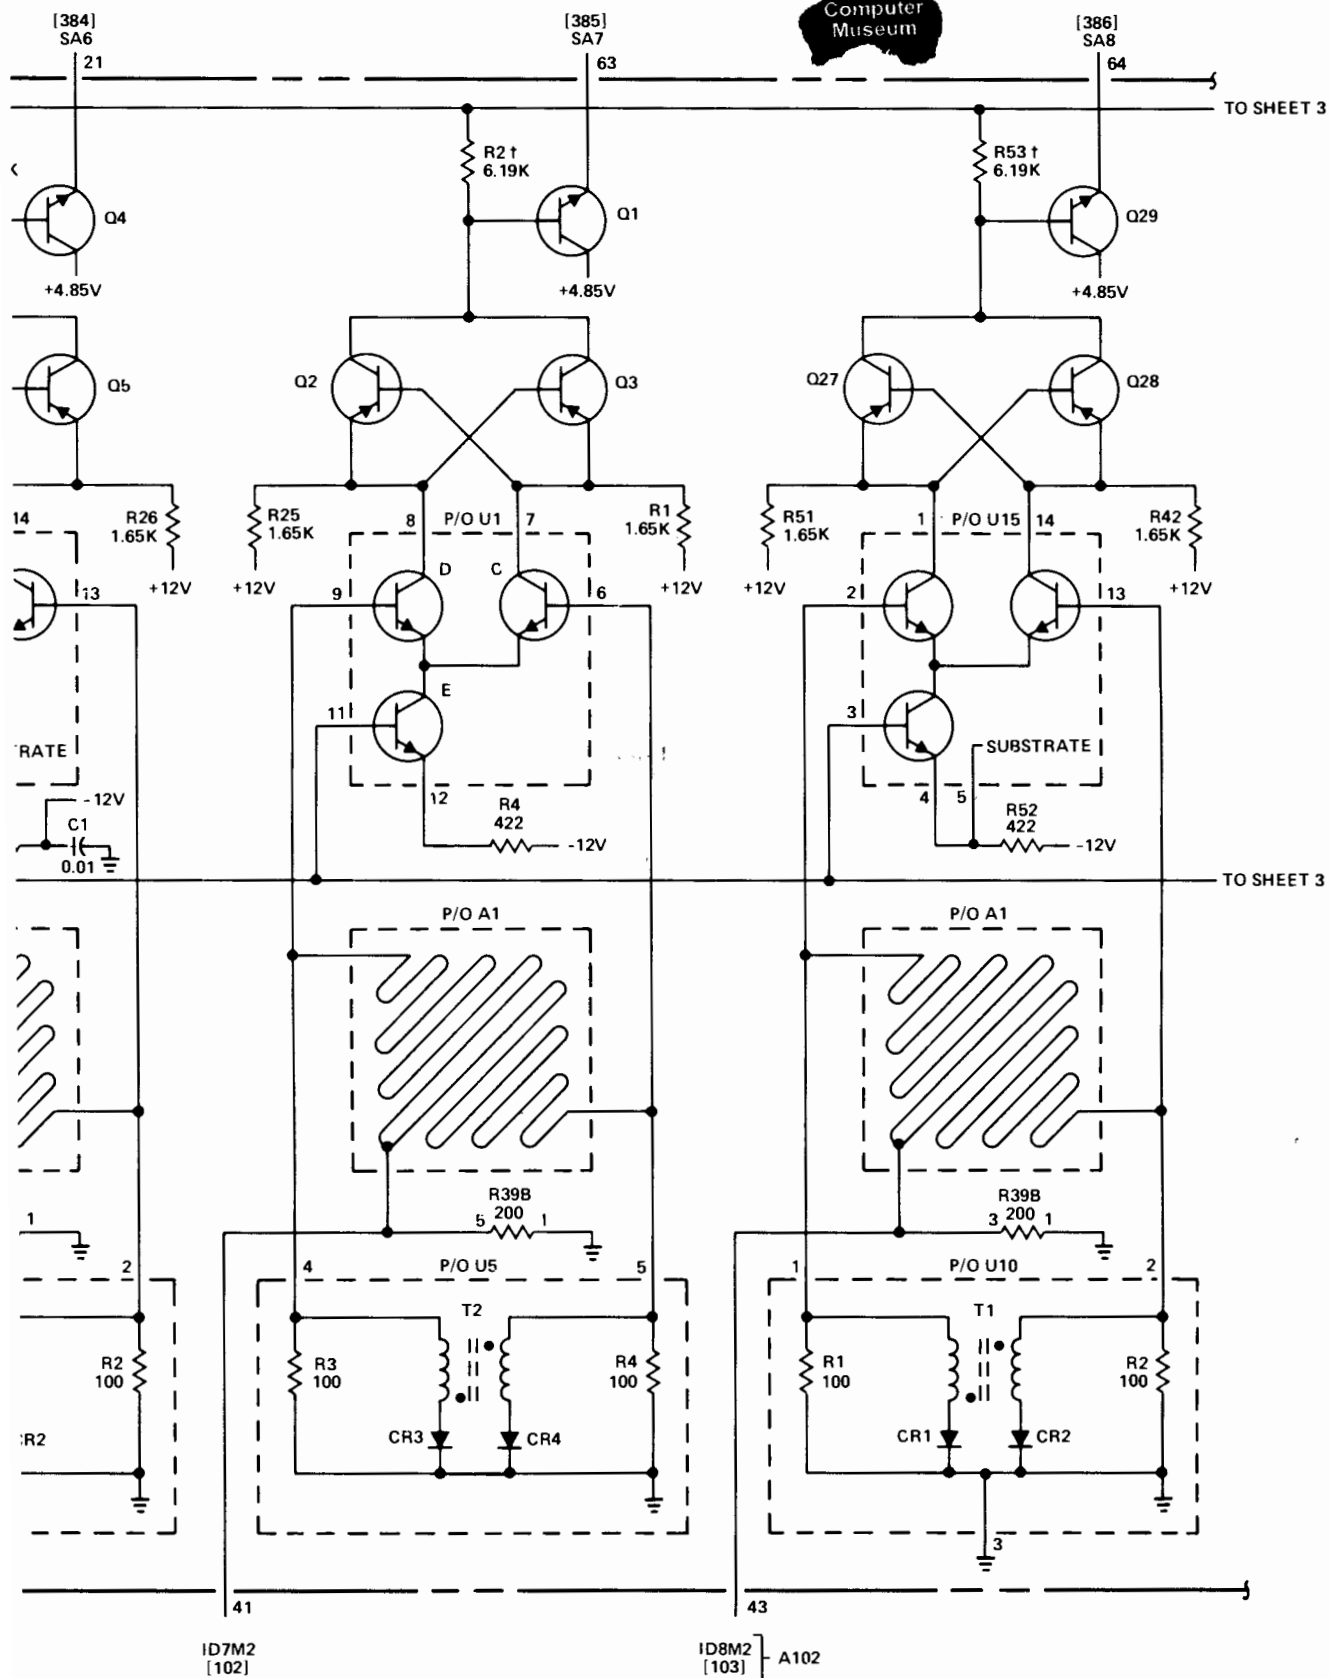 Computer
Museum
[384]
SA6
21
[385]
SA7
63
[386]
SA8
64
TO SHEET 3
R2 †
6.19K
R53 †
6.19K
Q4
Q1
Q29
+4.85V
+4.85V
+4.85V
Q5
Q2
Q3
Q27
Q28
14
R26
1.65K
R25
1.65K
8
P/O U1
7
R1
1.65K
R51
1.65K
1
P/O U15
14
R42
1.65K
+12V
+12V
+12V
+12V
+12V
13
9
D
C
6
2
13
E
11
3
TRATE
SUBSTRATE
-12V
12
R4
422
-12V
4
5
R52
422
-12V
C1
0.01
TO SHEET 3
P/O A1
P/O A1
1
R39B
200
5
1
R39B
200
3
1
2
4
P/O U5
5
1
P/O U10
2
T2
T1
R2
100
R3
100
R4
100
R1
100
R2
100
CR2
CR3
CR4
CR1
CR2
3
41
43
ID7M2
[102]
ID8M2
[103]
A102